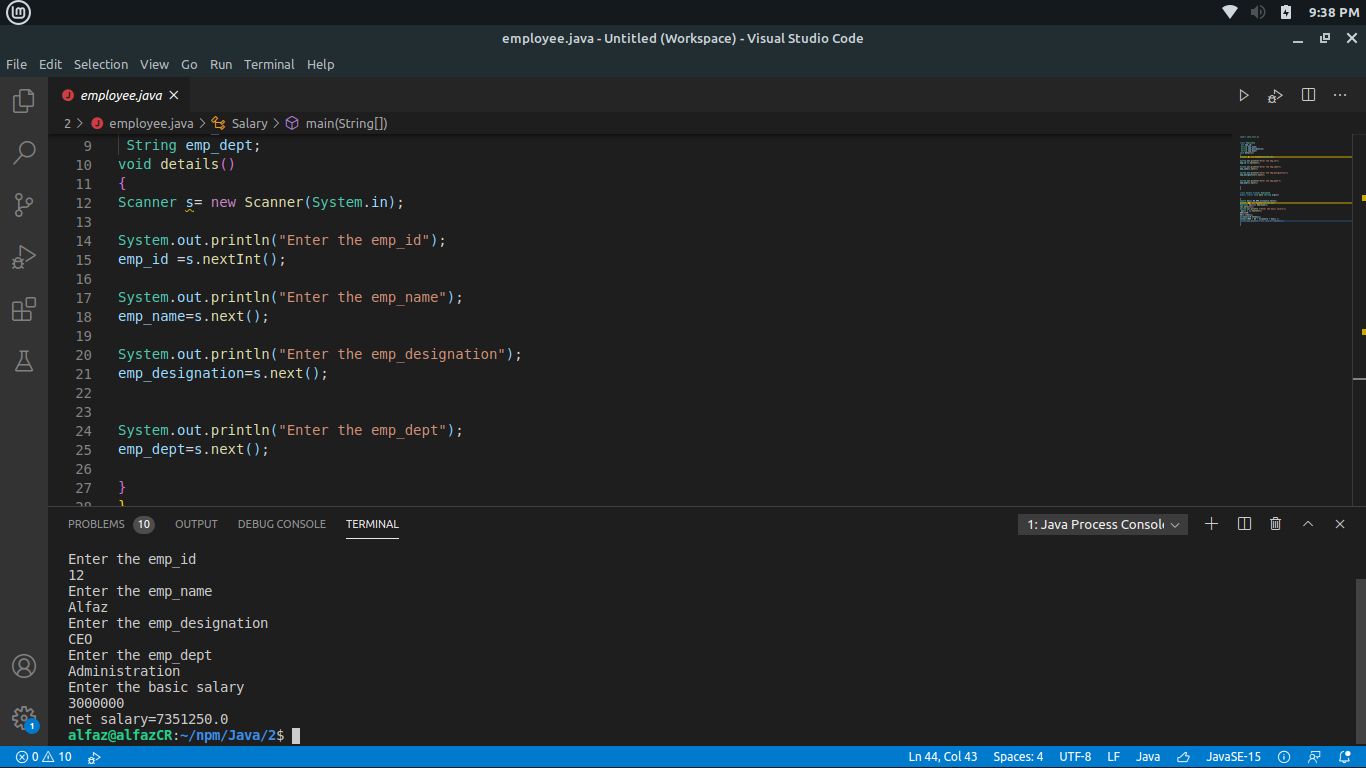 9:38 PM
employee.java - Untitled (Workspace) - Visual Studio Code
File Edit Selection View Go Run Terminal Help
J employee.java
2 > J employee.java > Salary > main(String[])
9 String emp_dept;
10 void details()
11 {
12 Scanner s= new Scanner(System.in);
13
14 System.out.println("Enter the emp_id");
15 emp_id =s.nextInt();
16
17 System.out.println("Enter the emp_name");
18 emp_name=s.next();
19
20 System.out.println("Enter the emp_designation");
21 emp_designation=s.next();
22
23
24 System.out.println("Enter the emp_dept");
25 emp_dept=s.next();
26
27 }
28 }
PROBLEMS 10 OUTPUT DEBUG CONSOLE TERMINAL 1: Java Process Console
Enter the emp_id
12
Enter the emp_name
Alfaz
Enter the emp_designation
CEO
Enter the emp_dept
Administration
Enter the basic salary
3000000
net salary=7351250.0
alfaz@alfazCR:~/npm/Java/2$
1
0 10 Ln 44, Col 43 Spaces: 4 UTF-8 LF Java JavaSE-15